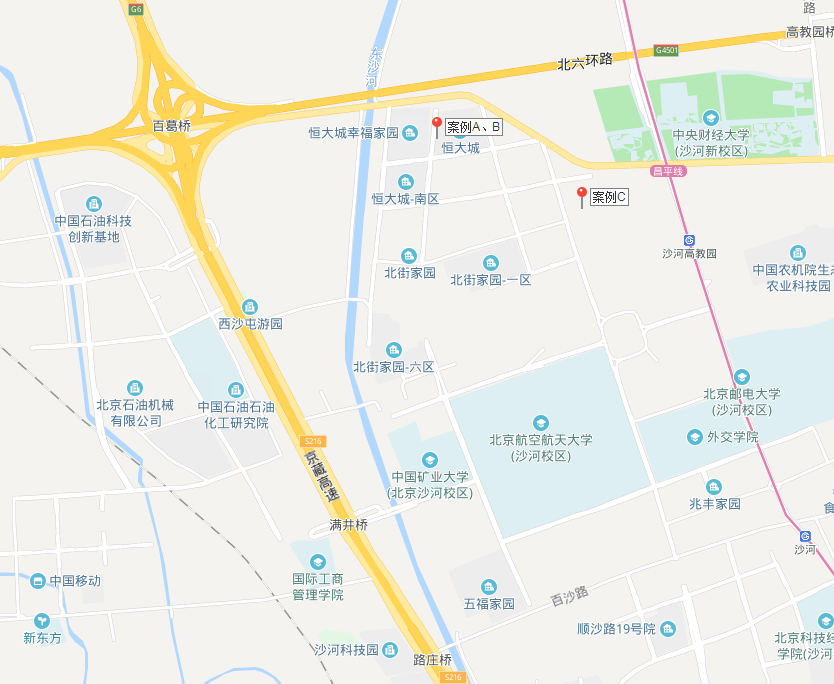 G6
路
高教园桥
G4501
北六环路
东沙河
百葛桥
恒大城幸福家园
案例A、B
恒大城
中央财经大学
(沙河新校区)
昌平线
恒大城-南区
案例C
中国石油科技
创新基地
沙河高教园
北街家园
北街家园-一区
中国农机院生态
农业科技园
西沙屯游园
北街家园-六区
北京石油机械
有限公司
中国石油石油
化工研究院
北京邮电大学
(沙河校区)
北京航空航天大学
(沙河校区)
外交学院
S216
京藏高速
中国矿业大学
(北京沙河校区)
兆丰家园
满井桥
沙河
中国移动
国际工商
管理学院
五福家园
百沙路
新东方
顺沙路19号院
北京科技经
学院(沙河
沙河科技园
路庄桥
S216